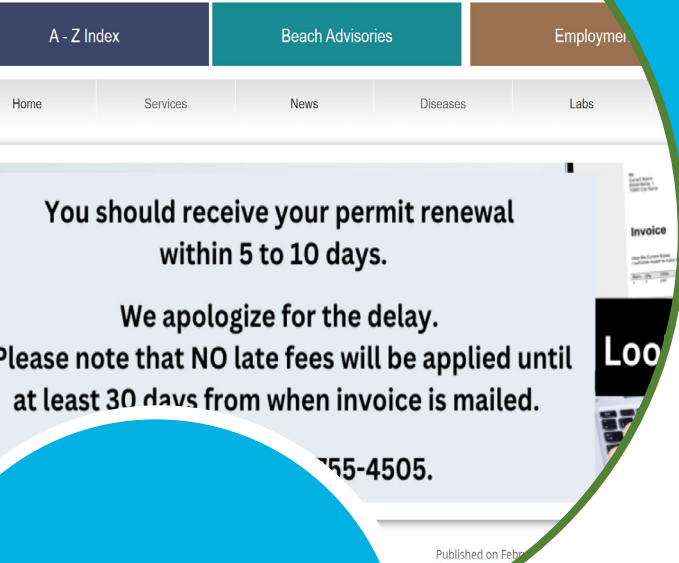 A - Z Index
Beach Advisories
Home
Services
News
Diseases
Labs
You should receive your permit renewal
within 5 to 10 days.
We apologize for the delay.
Please note that NO late fees will be applied until
at least 30 days from when invoice is mailed.
755-4505.
Invoice
Published on